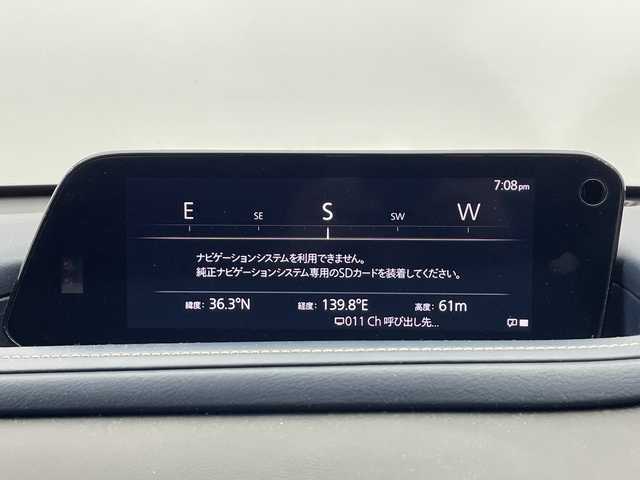 7:08pm
E SE S SW W
ナビゲーションシステムを利用できません。
純正ナビゲーションシステム専用のSDカードを装着してください。
緯度: 36.3°N 経度: 139.8°E 高度: 61m
011 Ch 呼び出し先...